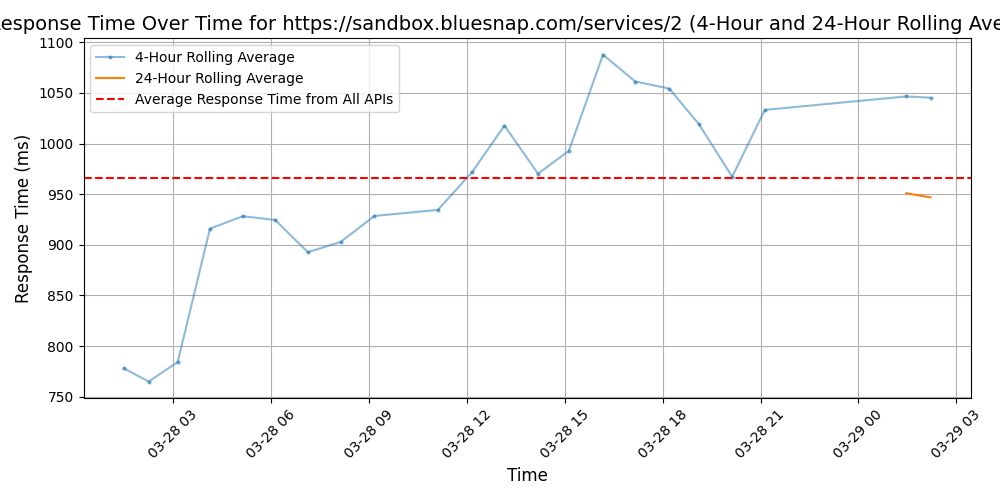 esponse Time Over Time for https://sandbox.bluesnap.com/services/2 (4-Hour and 24-Hour Rolling Ave
4-Hour Rolling Average
24-Hour Rolling Average
Average Response Time from All APIs
Response Time (ms)
1100
1050
1000
950
900
850
800
750
03-28 03
03-28 06
03-28 09
03-28 12
03-28 15
03-28 18
03-28 21
03-29 00
03-29 03
Time